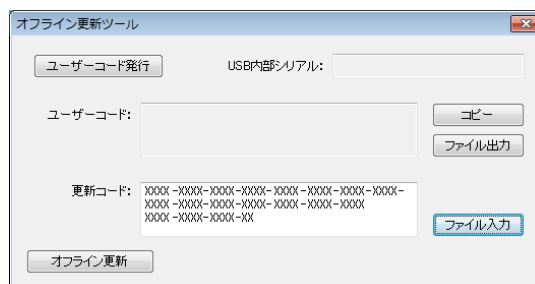 オフライン更新ツール
ユーザーコード発行
USB内部シリアル:
ユーザーコード:
コピー
ファイル出力
更新コード:
XXXX-XXXX-XXXX-XXXX-XXXX-XXXX-XXXX-XXXX-
XXXX-XXXX-XXXX-XXXX-XXXX-XXXX-XXXX
XXXX-XXXX-XXXX-XX
ファイル入力
オフライン更新